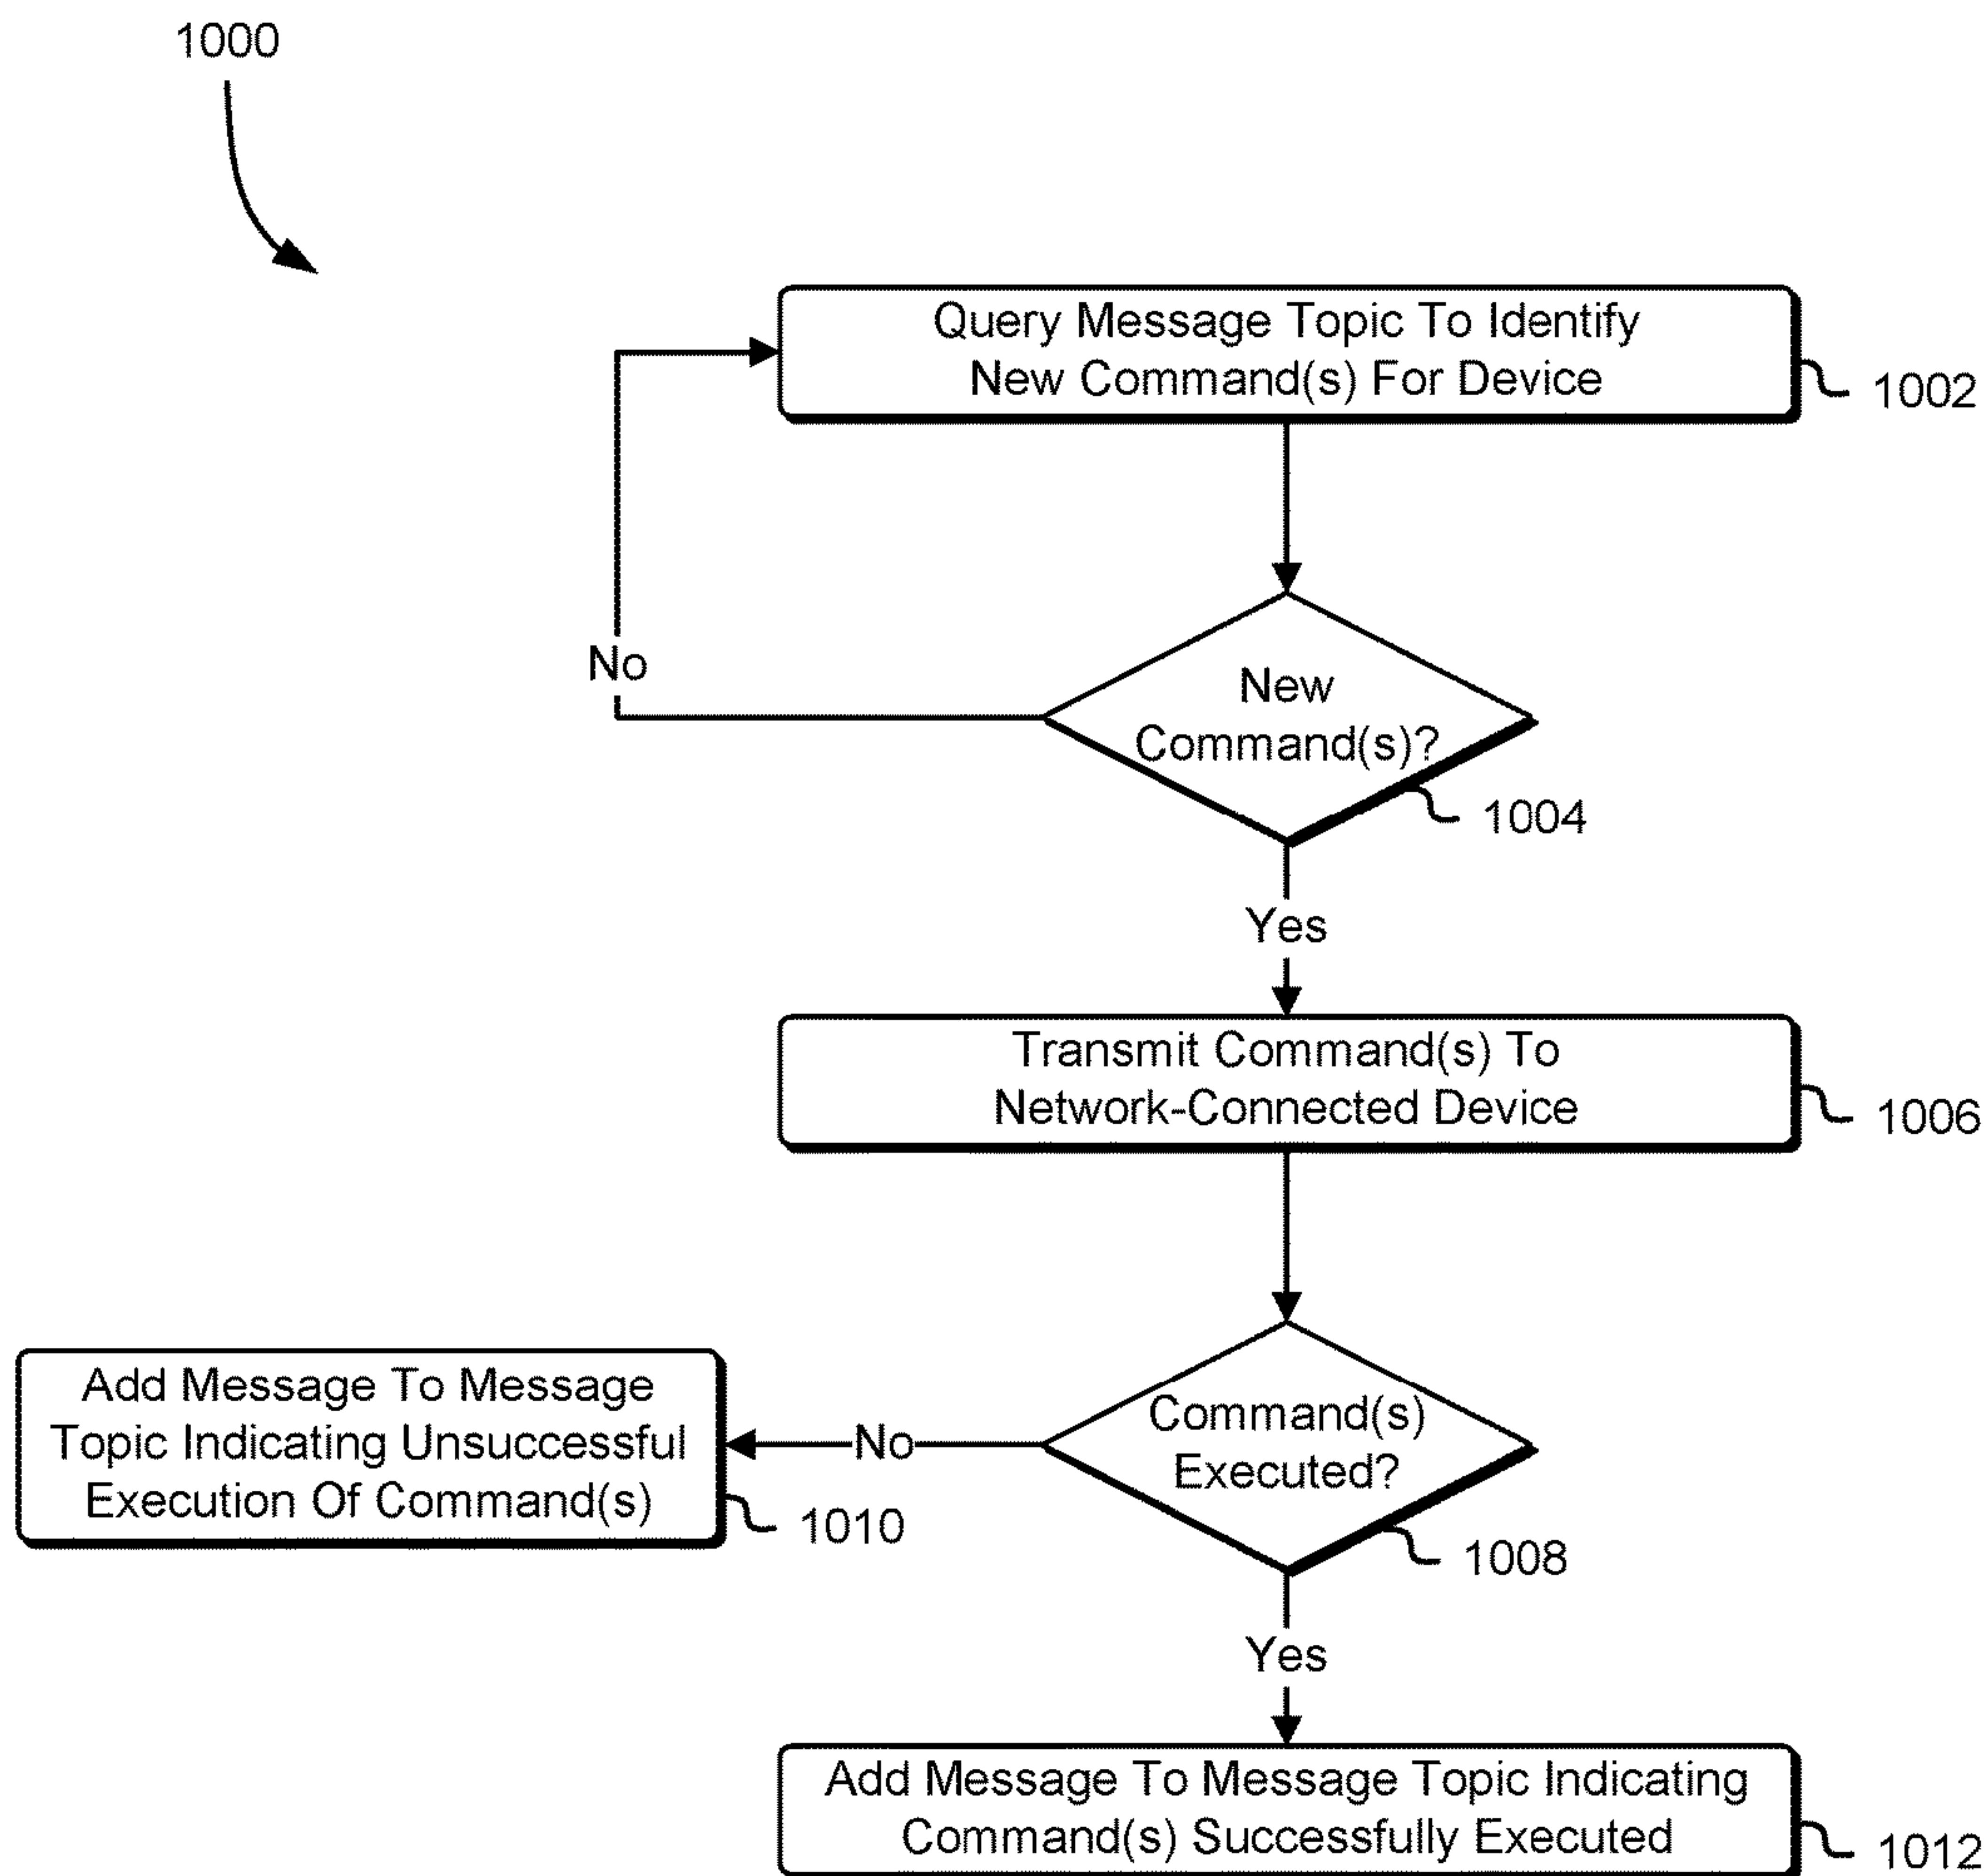 1000
Query Message Topic To Identify
New Command(s) For Device
1002
No
New
Command(s)?
1004
Yes
Transmit Command(s) To
Network-Connected Device
1006
Add Message To Message
Topic Indicating Unsuccessful
Execution Of Command(s)
1010
No
Command(s)
Executed?
1008
Yes
Add Message To Message Topic Indicating
Command(s) Successfully Executed
1012